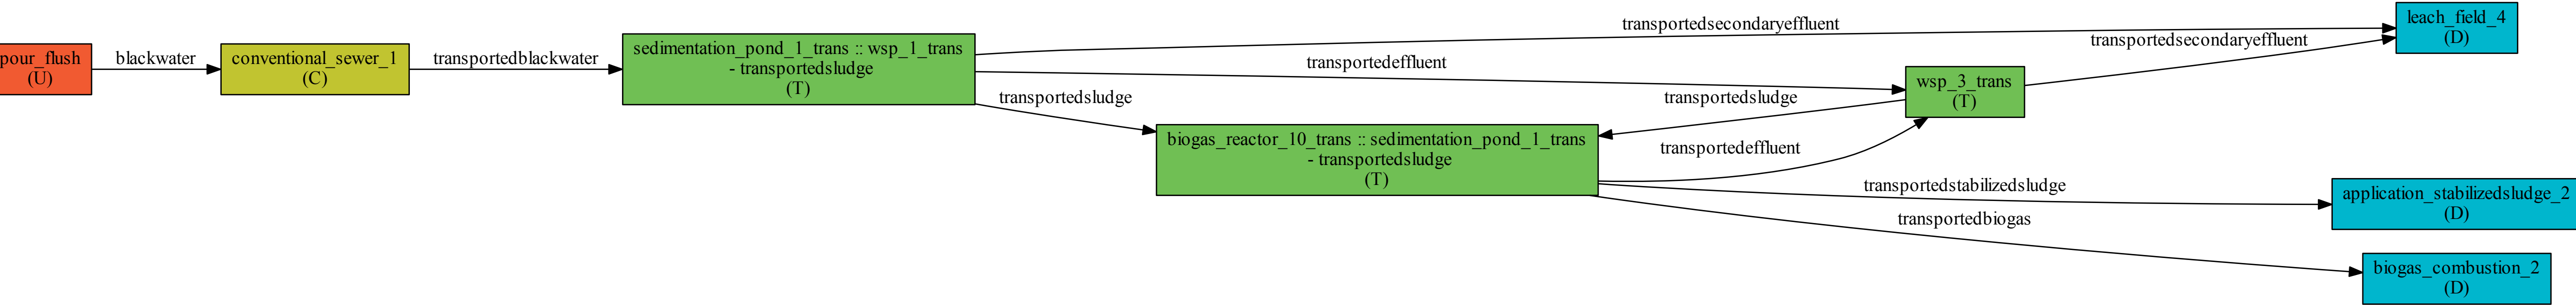 pour_flush
(U)
blackwater
conventional_sewer_1
(C)
transportedblackwater
sedimentation_pond_1_trans :: wsp_1_trans
- transportedsludge
(T)
transportedsecondaryeffluent
transportedeffluent
transportedsludge
biogas_reactor_10_trans :: sedimentation_pond_1_trans
- transportedsludge
(T)
transportedsludge
transportedeffluent
wsp_3_trans
(T)
transportedsecondaryeffluent
transportedstabilizedsludge
transportedbiogas
leach_field_4
(D)
application_stabilizedsludge_2
(D)
biogas_combustion_2
(D)